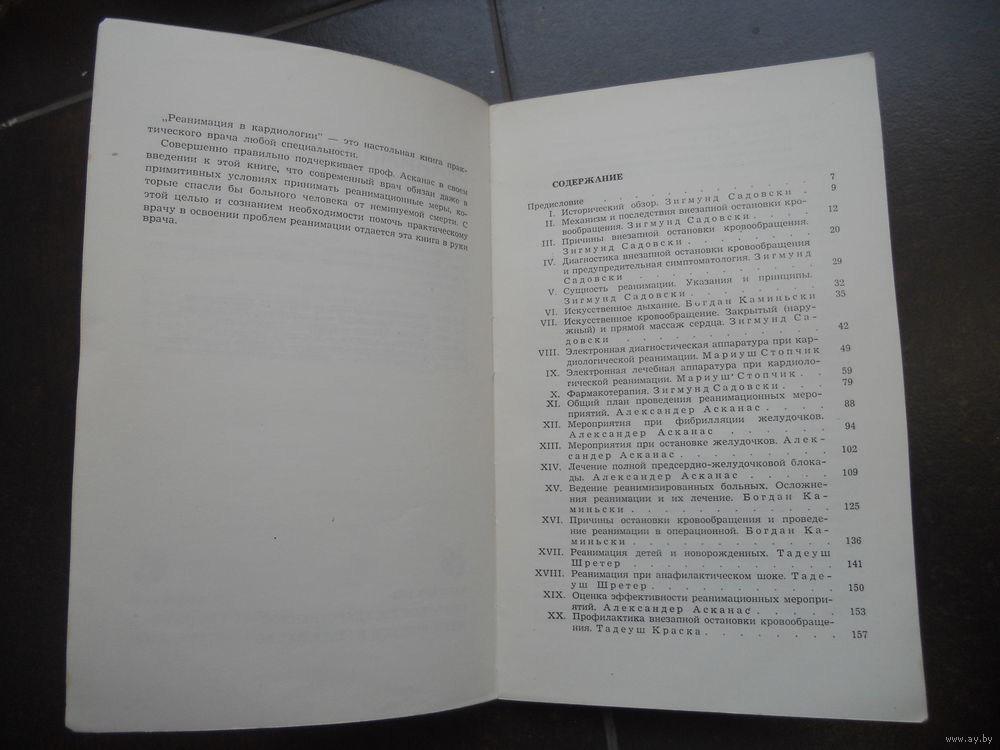 „Реанимация в кардиологии" — это настольная книга прак-
тического врача любой специальности.
Совершенно правильно подчеркивает проф. Асканас в своем
введении к этой книге, что современный врач обязан даже в
примитивных условиях принимать реанимационные меры, ко-
торые спасли бы больного человека от неминуемой смерти. С
этой целью и сознанием необходимости помочь практическому
врачу в освоении проблем реанимации отдается эта книга в руки
врача.
СОДЕРЖАНИЕ
Предисловие . . . . . . . . . . . 7
I. Исторический обзор. Зигмунд Садовски . 9
II. Механизм и последствия внезапной остановки кро-
вообращения. Зигмунд Садовски . . . . 12
III. Причины внезапной остановки кровообращения.
Зигмунд Садовски . . . . . . . 20
IV. Диагностика внезапной остановки кровообращения
и предупредительная симптоматология. Зигмунд
Садовски . . . . . . . . . 29
V. Сущность реанимации. Указания и принципы.
Зигмунд Садовски . . . . . . . 32
VI. Искусственное дыхание. Богдан Каминьски 35
VII. Искусственное кровообращение. Закрытый (нару-
жный) и прямой массаж сердца. Зигмунд Са-
довски . . . . . . . . . . 42
VIII. Электронная диагностическая аппаратура при кар-
диологической реанимации. Мариуш Стопчик 49
IX. Электронная лечебная аппаратура при кардиоло-
гической реанимации. Мариуш Стопчик . 59
X. Фармакотерапия. Зигмунд Садовски . . 79
XI. Общий план проведения реанимационных меро-
приятий. Александер Асканас . . . . 88
XII. Мероприятия при фибрилляции желудочков.
Александер Асканас . . . . . . 94
XIII. Мероприятия при остановке желудочков. Алек-
сандер Асканас . . . . . . . 102
XIV. Лечение полной предсердно-желудочковой блока-
ды. Александер Асканас . . . . . 109
XV. Ведение реанимизированных больных. Осложне-
ния реанимации и их лечение. Богдан Ка-
миньски . . . . . . . . . 125
XVI. Причины остановки кровообращения и проведе-
ние реанимации в операционной. Богдан Ка-
миньски . . . . . . . . . 136
XVII. Реанимация детей и новорожденных. Тадеуш
Шретер . . . . . . . . . 141
XVIII. Реанимация при анафилактическом шоке. Таде-
уш Шретер . . . . . . . . 150
XIX. Оценка эффективности реанимационных меропри-
ятий. Александер Асканас . . . . 153
XX. Профилактика внезапной остановки кровообраще-
ния. Тадеуш Краска . . . . . . 157
www.ay.by